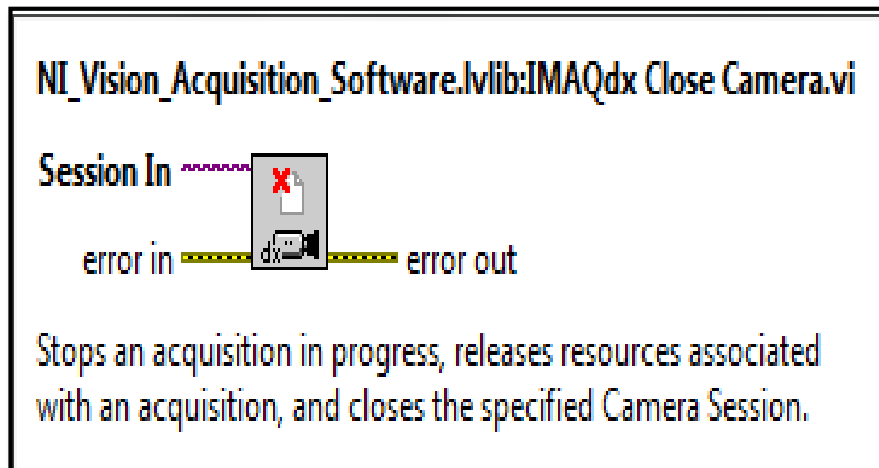 NI_Vision_Acquisition_Software.lvlib:IMAQdx Close Camera.vi
Session In
dx
error in error out
Stops an acquisition in progress, releases resources associated
with an acquisition, and closes the specified Camera Session.